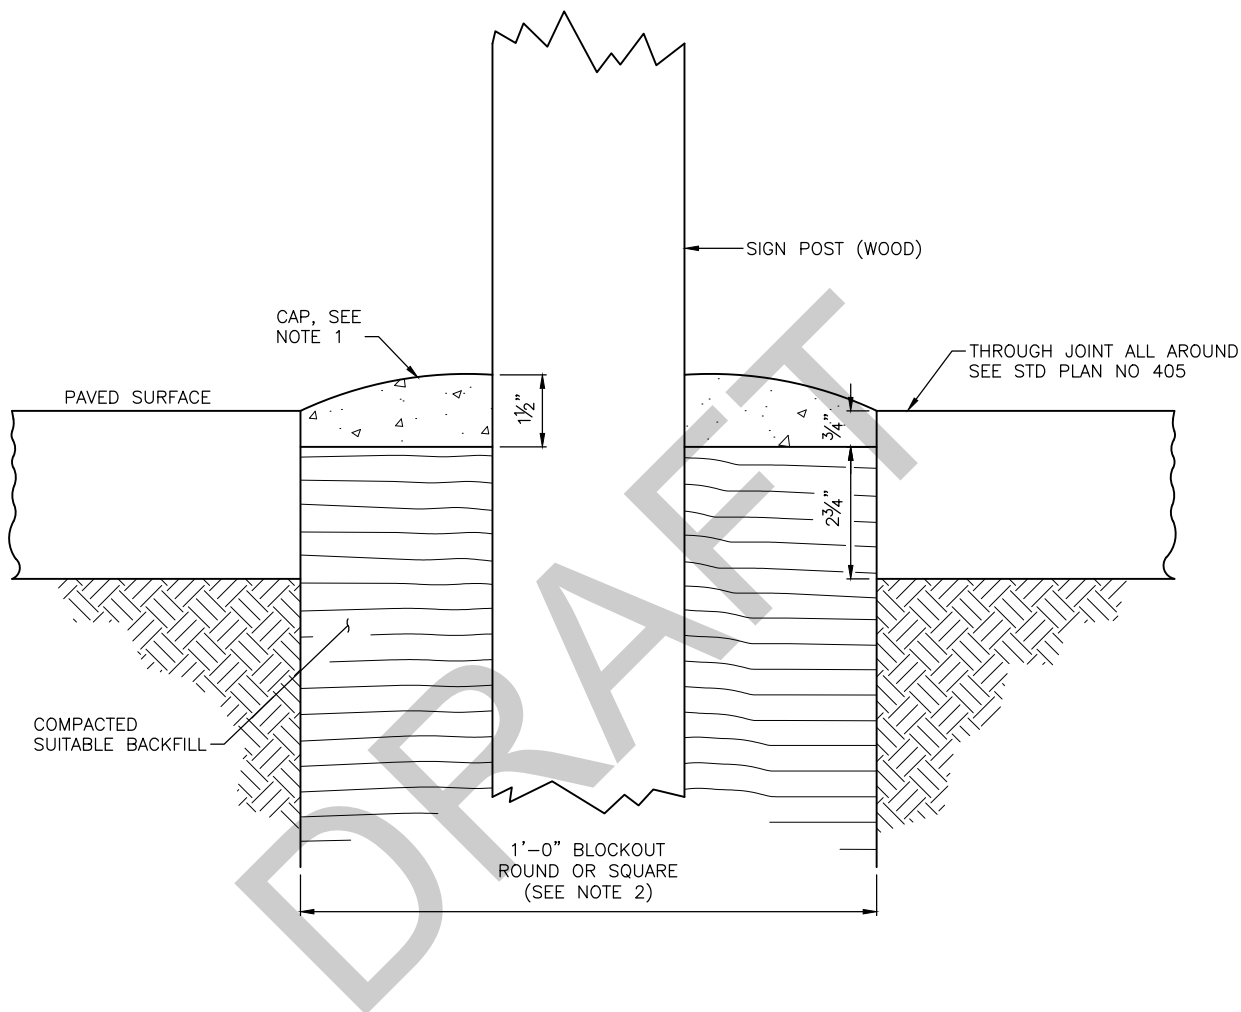 SIGN POST (WOOD)
CAP, SEE
NOTE 1
THROUGH JOINT ALL AROUND
SEE STD PLAN NO 405
PAVED SURFACE
1½"
¾"
2¾"
COMPACTED
SUITABLE BACKFILL
1'-0" BLOCKOUT
ROUND OR SQUARE
(SEE NOTE 2)
DRAFT